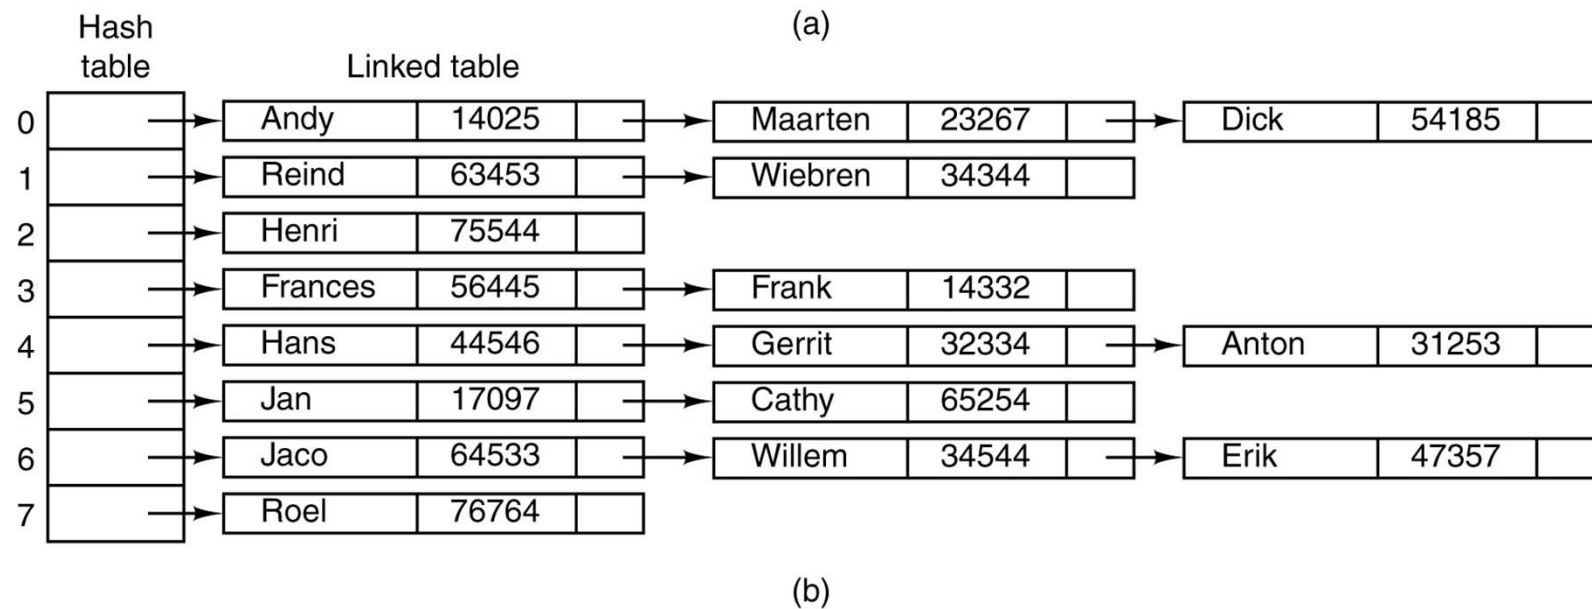 (a)
Hash
table
Linked table
0 Andy 14025 Maarten 23267 Dick 54185
1 Reind 63453 Wiebren 34344
2 Henri 75544
3 Frances 56445 Frank 14332
4 Hans 44546 Gerrit 32334 Anton 31253
5 Jan 17097 Cathy 65254
6 Jaco 64533 Willem 34544 Erik 47357
7 Roel 76764
(b)